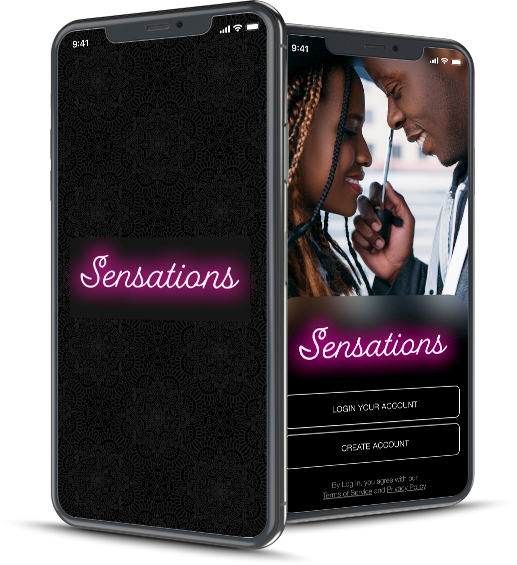 9:41
Sensations
9:41
Sensations
LOGIN YOUR ACCOUNT
CREATE ACCOUNT
By Log In, you agree with our
Terms of Service and Privacy Policy